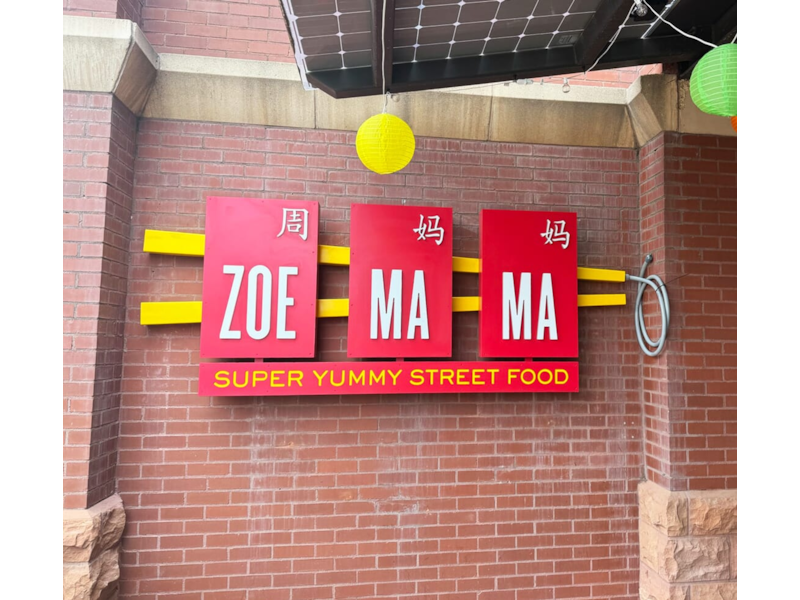 周 妈 妈
ZOE MA MA
SUPER YUMMY STREET FOOD